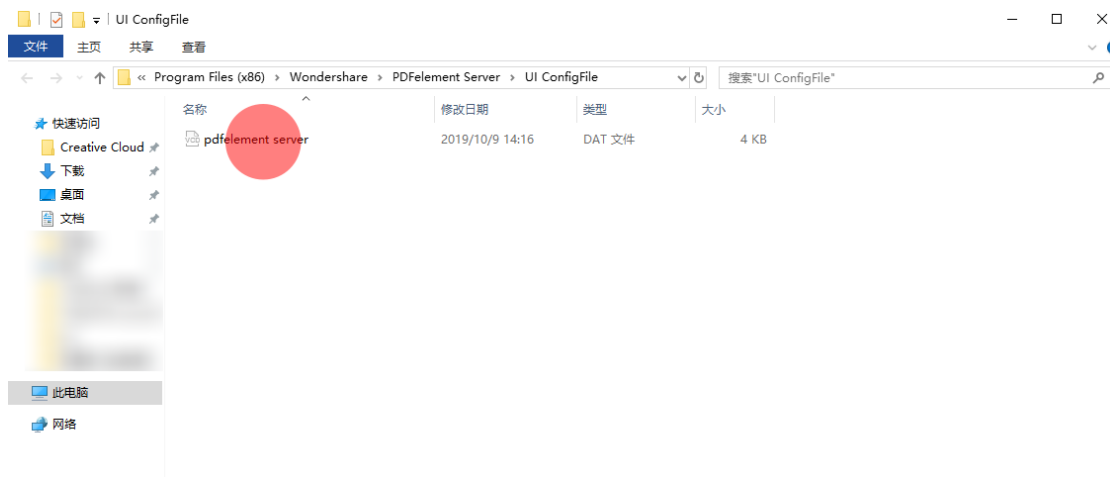 UI ConfigFile
文件 主页 共享 查看
« Program Files (x86) › Wondershare › PDFelement Server › UI ConfigFile 搜索"UI ConfigFile"
名称 修改日期 类型 大小
pdfelement server 2019/10/9 14:16 DAT 文件 4 KB
快速访问
Creative Cloud
下载
桌面
文档
此电脑
网络